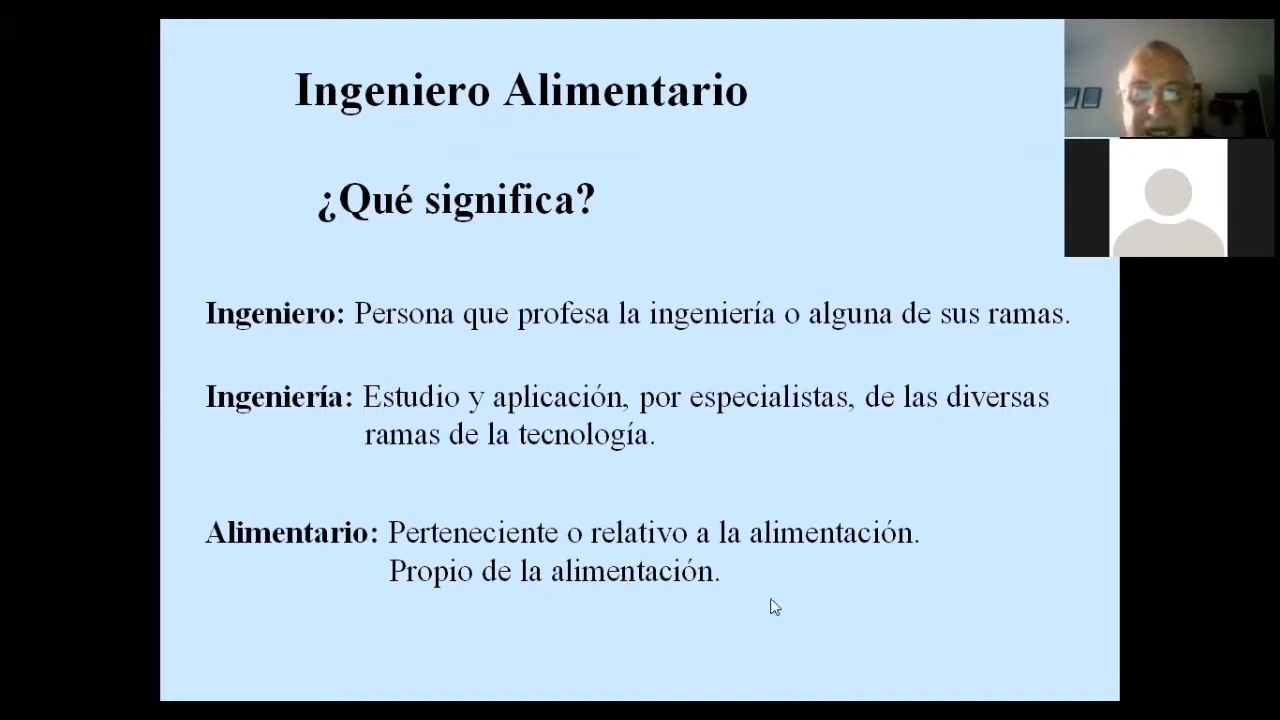 Ingeniero Alimentario
¿Qué significa?
Ingeniero: Persona que profesa la ingeniería o alguna de sus ramas.
Ingeniería: Estudio y aplicación, por especialistas, de las diversas
ramas de la tecnología.
Alimentario: Perteneciente o relativo a la alimentación.
Propio de la alimentación.